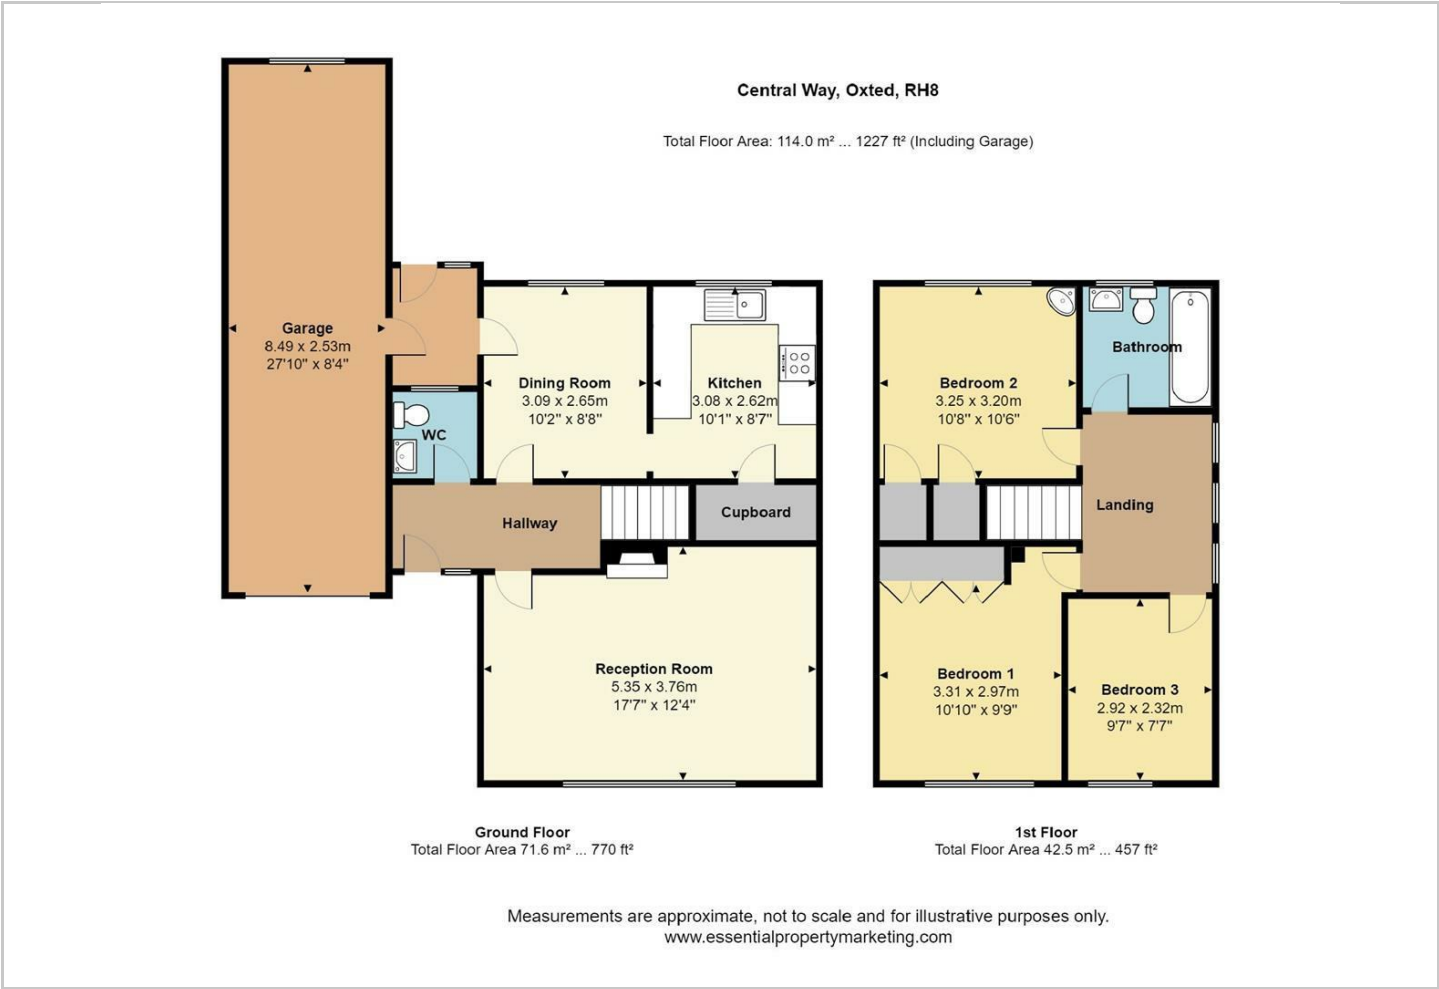 Central Way, Oxted, RH8
Total Floor Area: 114.0 m² ... 1227 ft² (Including Garage)
Garage
8.49 x 2.53m
27'10" x 8'4"
Dining Room
3.09 x 2.65m
10'2" x 8'8"
Kitchen
3.08 x 2.62m
10'1" x 8'7"
WC
Hallway
Cupboard
Reception Room
5.35 x 3.76m
17'7" x 12'4"
Bedroom 2
3.25 x 3.20m
10'8" x 10'6"
Bathroom
Landing
Bedroom 1
3.31 x 2.97m
10'10" x 9'9"
Bedroom 3
2.92 x 2.32m
9'7" x 7'7"
Ground Floor
Total Floor Area 71.6 m² ... 770 ft²
1st Floor
Total Floor Area 42.5 m² ... 457 ft²
Measurements are approximate, not to scale and for illustrative purposes only.
www.essentialpropertymarketing.com